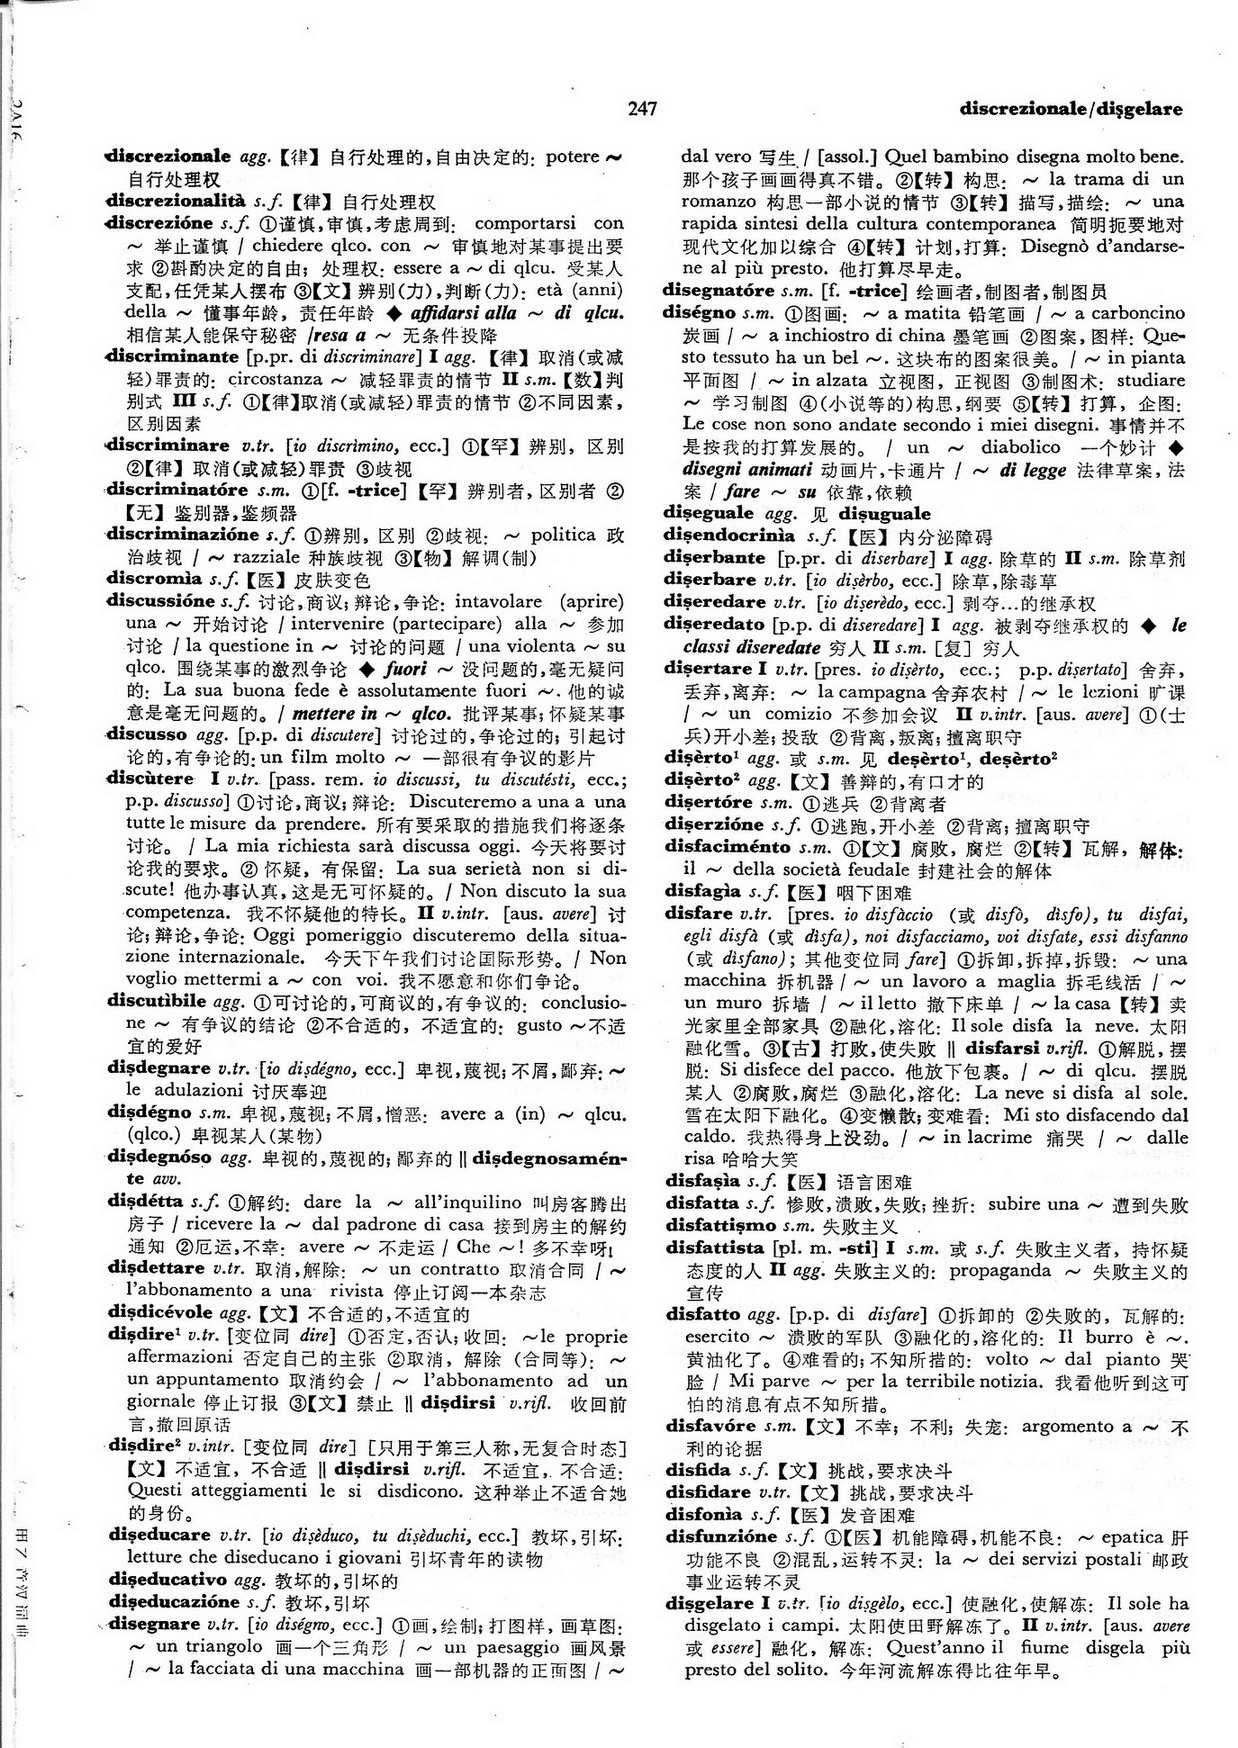 247
discrezionale/dişgelare
discrezionale agg.【律】自行处理的,自由决定的: potere ~
自行处理权
discrezionalità s.f.【律】自行处理权
discrezióne s.f. ①谨慎,审慎,考虑周到: comportarsi con
~ 举止谨慎 / chiedere qlco. con ~ 审慎地对某事提出要
求 ②斟酌决定的自由; 处理权: essere a ~ di qlcu. 受某人
支配,任凭某人摆布 ③【文】辨别(力),判断(力): età (anni)
della ~ 懂事年龄, 责任年龄 ◆ affidarsi alla ~ di qlcu.
相信某人能保守秘密 /resa a ~ 无条件投降
discriminante [p.pr. di discriminare] I agg. 【律】取消(或减
轻)罪责的: circostanza ~ 减轻罪责的情节 II s.m.【数】判
别式 III s.f. ①【律】取消(或减轻)罪责的情节 ②不同因素,
区别因素
discriminare v.tr. [io discrìmino, ecc.] ①【罕】辨别, 区别
②【律】取消(或减轻)罪责 ③歧视
discriminatóre s.m. ①[f. -trice]【罕】辨别者, 区别者 ②
【无】鉴别器,鉴频器
discriminazióne s.f. ①辨别, 区别 ②歧视: ~ politica 政
治歧视 / ~ razziale 种族歧视 ③【物】解调(制)
discromìa s.f.【医】皮肤变色
discussióne s.f. 讨论,商议; 辩论,争论: intavolare (aprire)
una ~ 开始讨论 / intervenire (partecipare) alla ~ 参加
讨论 / la questione in ~ 讨论的问题 / una violenta ~ su
qlco. 围绕某事的激烈争论 ◆ fuori ~ 没问题的,毫无疑问
的: La sua buona fede è assolutamente fuori ~. 他的诚
意是毫无问题的。/ mettere in ~ qlco. 批评某事; 怀疑某事
discusso agg. [p.p. di discutere] 讨论过的,争论过的; 引起讨
论的,有争论的: un film molto ~ 一部很有争议的影片
discùtere I v.tr. [pass. rem. io discussi, tu discutésti, ecc.;
p.p. discusso] ①讨论,商议; 辩论: Discuteremo a una a una
tutte le misure da prendere. 所有要采取的措施我们将逐条
讨论。 / La mia richiesta sarà discussa oggi. 今天将要讨
论我的要求。② 怀疑, 有保留: La sua serietà non si di-
scute! 他办事认真,这是无可怀疑的。/ Non discuto la sua
competenza. 我不怀疑他的特长。II v.intr. [aus. avere] 讨
论; 辩论,争论: Oggi pomeriggio discuteremo della situa-
zione internazionale. 今天下午我们讨论国际形势。/ Non
voglio mettermi a ~ con voi. 我不愿意和你们争论。
discutìbile agg. ①可讨论的,可商议的,有争议的: conclusio-
ne ~ 有争议的结论 ②不合适的, 不适宜的: gusto ~不适
宜的爱好
dişdegnare v.tr. [io dişdégno, ecc.] 卑视,蔑视; 不屑,鄙弃: ~
le adulazioni 讨厌奉迎
dişdégno s.m. 卑视,蔑视; 不屑,憎恶: avere a (in) ~ qlcu.
(qlco.) 卑视某人(某物)
dişdegnóso agg. 卑视的,蔑视的; 鄙弃的 ‖ dişdegnosamén-
te avv.
dişdétta s.f. ①解约: dare la ~ all'inquilino 叫房客腾出
房子 / ricevere la ~ dal padrone di casa 接到房主的解约
通知 ②厄运,不幸: avere ~ 不走运 / Che ~! 多不幸呀!
dişdettare v.tr. 取消,解除: ~ un contratto 取消合同 / ~
l'abbonamento a una rivista 停止订阅一本杂志
dişdicévole agg.【文】不合适的,不适宜的
dişdire¹ v.tr. [变位同 dire] ①否定,否认; 收回: ~le proprie
affermazioni 否定自己的主张 ②取消, 解除 (合同等): ~
un appuntamento 取消约会 / ~ l'abbonamento ad un
giornale 停止订报 ③【文】禁止 ‖ dişdirsi v.rifl. 收回前
言,撤回原话
dişdire² v.intr. [变位同 dire] [只用于第三人称,无复合时态]
【文】不适宜, 不合适 ‖ dişdirsi v.rifl. 不适宜, 不合适:
Questi atteggiamenti le si disdicono. 这种举止不适合她
的身份。
dişeducare v.tr. [io dişèduco, tu dişèduchi, ecc.] 教坏,引坏:
letture che diseducano i giovani 引坏青年的读物
dişeducativo agg. 教坏的,引坏的
dişeducazióne s.f. 教坏,引坏
disegnare v.tr. [io diségno, ecc.] ①画,绘制; 打图样, 画草图:
~ un triangolo 画一个三角形 / ~ un paesaggio 画风景
/ ~ la facciata di una macchina 画一部机器的正面图 / ~
dal vero 写生 / [assol.] Quel bambino disegna molto bene.
那个孩子画画得真不错。②【转】构思: ~ la trama di un
romanzo 构思一部小说的情节 ③【转】描写,描绘: ~ una
rapida sintesi della cultura contemporanea 简明扼要地对
现代文化加以综合 ④【转】计划,打算: Disegnò d'andarse-
ne al più presto. 他打算尽早走。
disegnatóre s.m. [f. -trice] 绘画者,制图者,制图员
diségno s.m. ①图画: ~ a matita 铅笔画 / ~ a carboncino
炭画 / ~ a inchiostro di china 墨笔画 ②图案, 图样: Que-
sto tessuto ha un bel ~. 这块布的图案很美。/ ~ in pianta
平面图 / ~ in alzata 立视图, 正视图 ③制图术: studiare
~ 学习制图 ④(小说等的)构思,纲要 ⑤【转】打算, 企图:
Le cose non sono andate secondo i miei disegni. 事情并不
是按我的打算发展的。 / un ~ diabolico 一个妙计 ◆
disegni animati 动画片,卡通片 / ~ di legge 法律草案, 法
案 / fare ~ su 依靠,依赖
dişeguale agg. 见 dişuguale
dişendocrinìa s.f.【医】内分泌障碍
dişerbante [p.pr. di diserbare] I agg. 除草的 II s.m. 除草剂
dişerbare v.tr. [io dişèrbo, ecc.] 除草,除毒草
dişeredare v.tr. [io dişerèdo, ecc.] 剥夺…的继承权
dişeredato [p.p. di diseredare] I agg. 被剥夺继承权的 ◆ le
classi diseredate 穷人 II s.m. [复] 穷人
dişertare I v.tr. [pres. io dişèrto, ecc.; p.p. dişertato] 舍弃,
丢弃,离弃: ~ la campagna 舍弃农村 / ~ le lezioni 旷课
/ ~ un comizio 不参加会议 II v.intr. [aus. avere] ①(士
兵)开小差; 投敌 ②背离,叛离; 擅离职守
dişèrto¹ agg. 或 s.m. 见 deşèrto¹, deşèrto²
dişèrto² agg.【文】善辩的,有口才的
dişertóre s.m. ①逃兵 ②背离者
dişerzióne s.f. ①逃跑,开小差 ②背离; 擅离职守
disfaciménto s.m. ①【文】腐败, 腐烂 ②【转】瓦解, 解体:
il ~ della società feudale 封建社会的解体
disfagìa s.f.【医】咽下困难
disfare v.tr. [pres. io disfàccio (或 disfò, dìsfo), tu disfai,
egli disfà (或 dìsfa), noi disfacciamo, voi disfate, essi disfanno
(或 dìsfano); 其他变位同 fare] ①拆卸,拆掉,拆毁: ~ una
macchina 拆机器 / ~ un lavoro a maglia 拆毛线活 / ~
un muro 拆墙 / ~ il letto 撤下床单 / ~ la casa【转】卖
光家里全部家具 ②融化,溶化: Il sole disfa la neve. 太阳
融化雪。③【古】打败,使失败 ‖ disfarsi v.rifl. ①解脱, 摆
脱: Si disfece del pacco. 他放下包裹。/ ~ di qlcu. 摆脱
某人 ②腐败,腐烂 ③融化,溶化: La neve si disfa al sole.
雪在太阳下融化。④变懒散; 变难看: Mi sto disfacendo dal
caldo. 我热得身上没劲。/ ~ in lacrime 痛哭 / ~ dalle
risa 哈哈大笑
disfaşìa s.f.【医】语言困难
disfatta s.f. 惨败,溃败,失败; 挫折: subire una ~ 遭到失败
disfattişmo s.m. 失败主义
disfattista [pl. m. -sti] I s.m. 或 s.f. 失败主义者, 持怀疑
态度的人 II agg. 失败主义的: propaganda ~ 失败主义的
宣传
disfatto agg. [p.p. di disfare] ①拆卸的 ②失败的, 瓦解的:
esercito ~ 溃败的军队 ③融化的,溶化的: Il burro è ~.
黄油化了。④难看的; 不知所措的: volto ~ dal pianto 哭
脸 / Mi parve ~ per la terribile notizia. 我看他听到这可
怕的消息有点不知所措。
disfavóre s.m.【文】不幸; 不利; 失宠: argomento a ~ 不
利的论据
disfida s.f.【文】挑战,要求决斗
disfidare v.tr.【文】挑战,要求决斗
disfonìa s.f.【医】发音困难
disfunzióne s.f. ①【医】机能障碍,机能不良: ~ epatica 肝
功能不良 ②混乱,运转不灵: la ~ dei servizi postali 邮政
事业运转不灵
dişgelare I v.tr. [io dişgèlo, ecc.] 使融化,使解冻: Il sole ha
disgelato i campi. 太阳使田野解冻了。II v.intr. [aus. avere
或 essere] 融化, 解冻: Quest'anno il fiume disgela più
presto del solito. 今年河流解冻得比往年早。